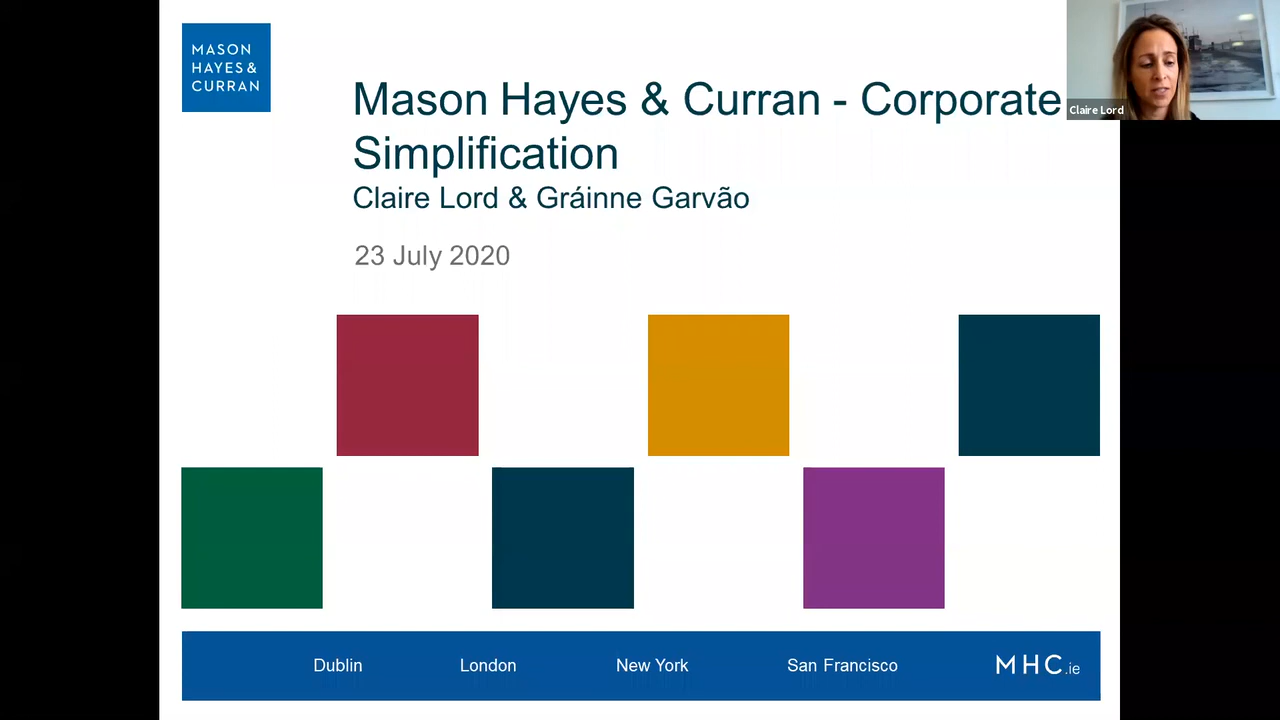 MASON
HAYES &
CURRAN
Mason Hayes & Curran - Corporate
Simplification
Claire Lord & Gráinne Garvão
23 July 2020
Claire Lord
Dublin London New York San Francisco MHC.ie